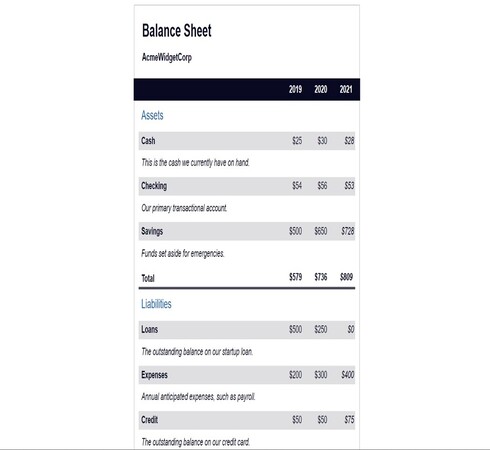 Balance Sheet
AcmeWidgetCorp
2019 2020 2021
Assets
Cash $25 $30 $28
This is the cash we currently have on hand.
Checking $54 $56 $53
Our primary transactional account.
Savings $500 $650 $728
Funds set aside for emergencies.
Total $579 $736 $809
Liabilities
Loans $500 $250 $0
The outstanding balance on our startup loan.
Expenses $200 $300 $400
Annual anticipated expenses, such as payroll.
Credit $50 $50 $75
The outstanding balance on our credit card.